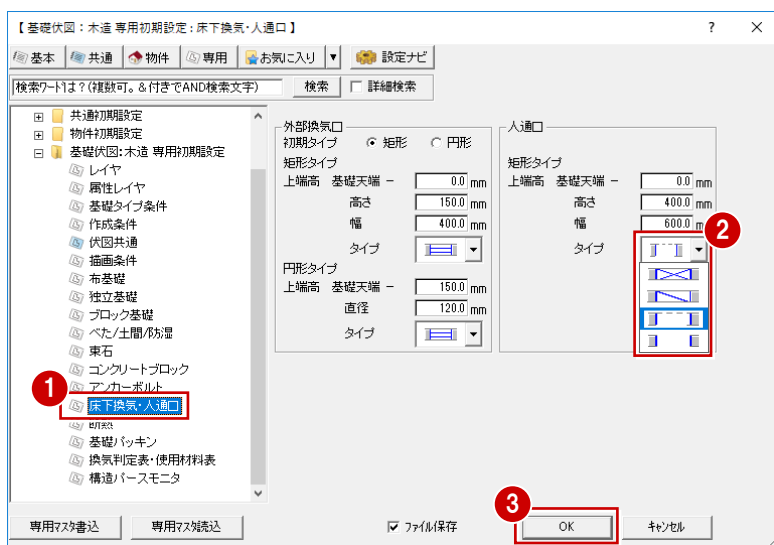 【 基礎伏図：木造 専用初期設定：床下換気・人通口 】 ? ×
基本 共通 物件 専用 お気に入り ▼ 設定ナビ
検索ワードは？(複数可。＆付きでAND検索文字) 検索 詳細検索
共通初期設定
物件初期設定
基礎伏図：木造 専用初期設定
レイヤ
属性レイヤ
基礎タイプ条件
作成条件
伏図共通
描画条件
布基礎
独立基礎
ブロック基礎
べた/土間/防湿
束石
コンクリートブロック
アンカーボルト
1
床下換気・人通口
断熱
基礎パッキン
換気判定表・使用材料表
構造パースモニタ
外部換気口
初期タイプ 矩形 円形
矩形タイプ
上端高 基礎天端 － 0.0 mm
高さ 150.0 mm
幅 400.0 mm
タイプ
円形タイプ
上端高 基礎天端 － 150.0 mm
直径 120.0 mm
タイプ
人通口
矩形タイプ
上端高 基礎天端 － 0.0 mm
高さ 400.0 mm
幅 600.0 m
2
タイプ
3
専用マスタ書込 専用マスタ読込 ファイル保存 OK キャンセル